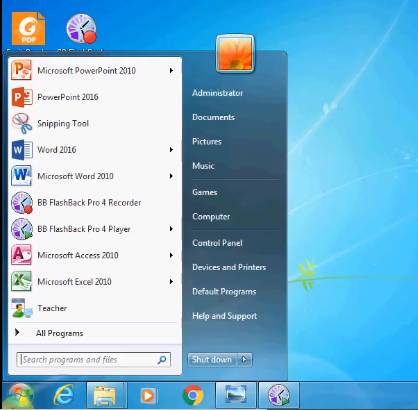 PDF
Microsoft PowerPoint 2010
PowerPoint 2016
Snipping Tool
Word 2016
Microsoft Word 2010
BB FlashBack Pro 4 Recorder
BB FlashBack Pro 4 Player
Microsoft Access 2010
Microsoft Excel 2010
Teacher
All Programs
Search programs and files
Administrator
Documents
Pictures
Music
Games
Computer
Control Panel
Devices and Printers
Default Programs
Help and Support
Shut down